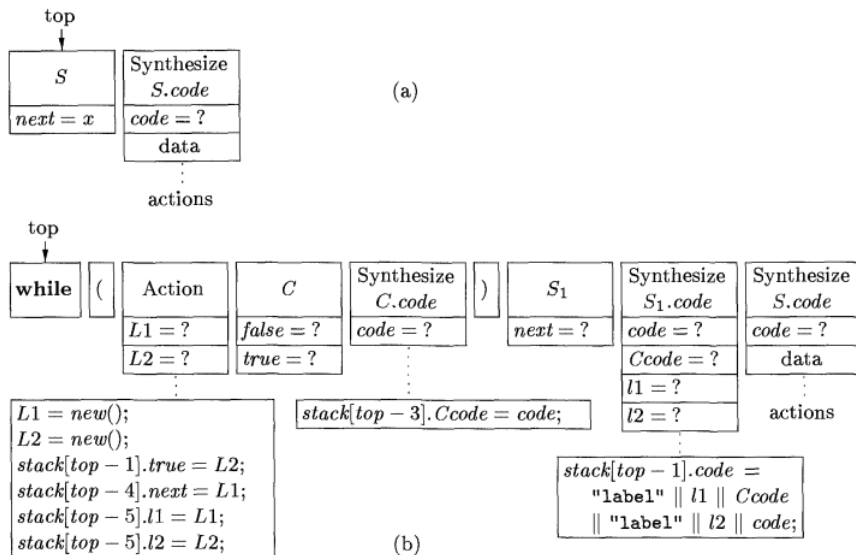 top
S
Synthesize
S.code
(a)
next = x
code = ?
data
actions
top
while ( Action C Synthesize C.code ) S1 Synthesize S1.code Synthesize S.code
L1 = ? false = ? code = ? next = ? code = ? code = ?
L2 = ? true = ? Ccode = ? data
l1 = ?
l2 = ? actions
L1 = new();
L2 = new();
stack[top − 1].true = L2;
stack[top − 4].next = L1;
stack[top − 5].l1 = L1;
stack[top − 5].l2 = L2;
stack[top − 3].Ccode = code;
stack[top − 1].code =
"label" || l1 || Ccode
|| "label" || l2 || code;
(b)